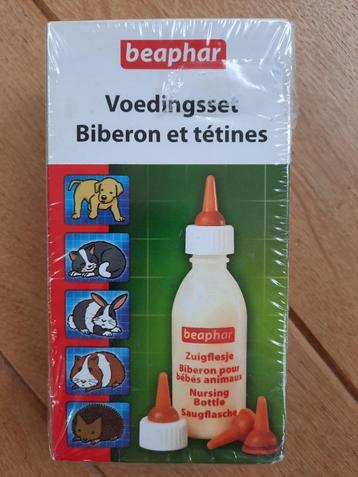 beaphar
Voedingsset
Biberon et tétines
beaphar
Zuigflesje
Biberon pour
bébés animaux
Nursing
Bottle
Saugflasche